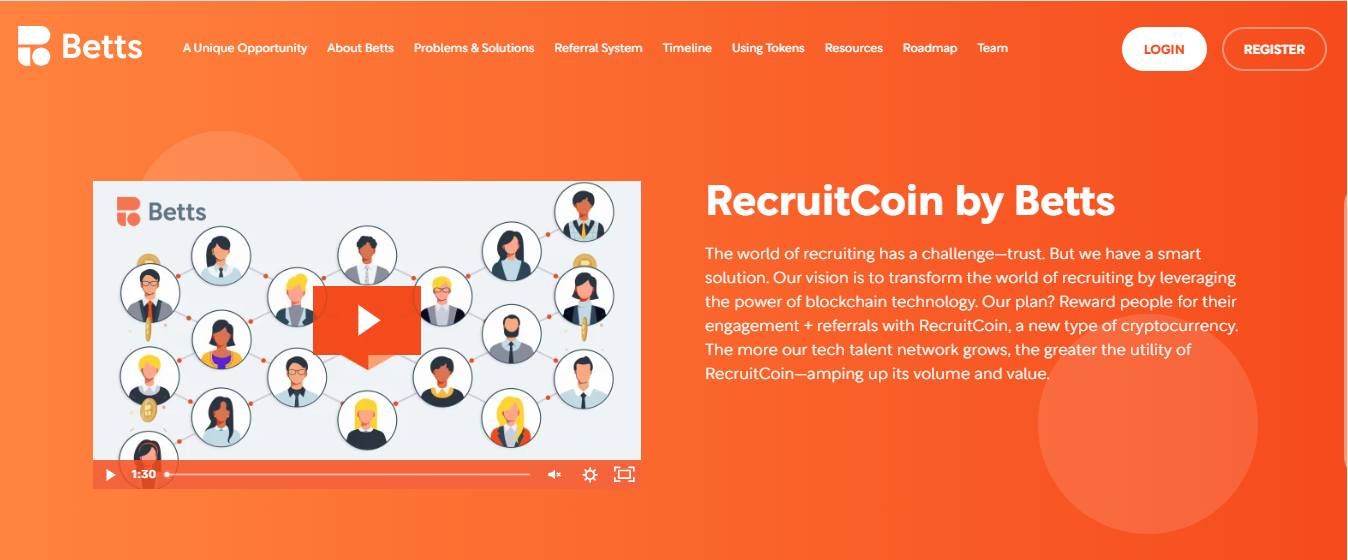 Betts
A Unique Opportunity
About Betts
Problems & Solutions
Referral System
Timeline
Using Tokens
Resources
Roadmap
Team
LOGIN
REGISTER
Betts
1:30
RecruitCoin by Betts
The world of recruiting has a challenge—trust. But we have a smart
solution. Our vision is to transform the world of recruiting by leveraging
the power of blockchain technology. Our plan? Reward people for their
engagement + referrals with RecruitCoin, a new type of cryptocurrency.
The more our tech talent network grows, the greater the utility of
RecruitCoin—amping up its volume and value.